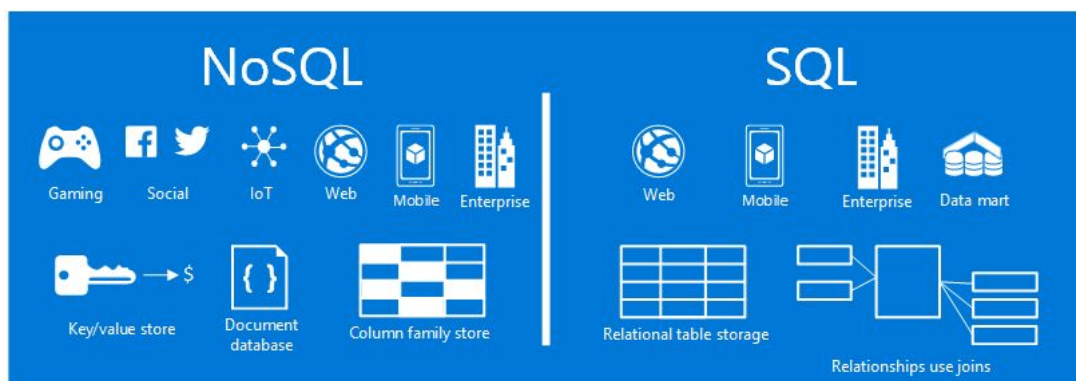 NoSQL
SQL
Gaming
Social
IoT
Web
Mobile
Enterprise
Web
Mobile
Enterprise
Data mart
$
{ }
Key/value store
Document
database
Column family store
Relational table storage
Relationships use joins